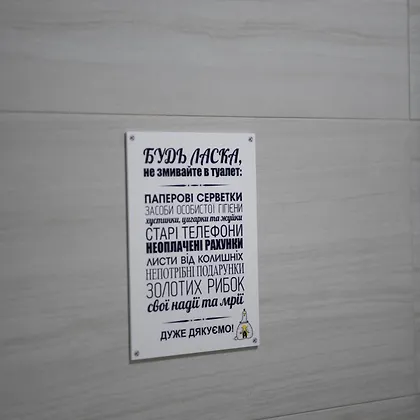 БУДЬ ЛАСКА,
не змивайте в туалет:
ПАПЕРОВІ СЕРВЕТКИ
ЗАСОБИ ОСОБИСТОЇ ГІГІЄНИ
хустинки, цигарки та жуйки
СТАРІ ТЕЛЕФОНИ
НЕОПЛАЧЕНІ РАХУНКИ
ЛИСТИ ВІД КОЛИШНІХ
НЕПОТРІБНІ ПОДАРУНКИ
ЗОЛОТИХ РИБОК
свої надії та мрії
ДУЖЕ ДЯКУЄМО!